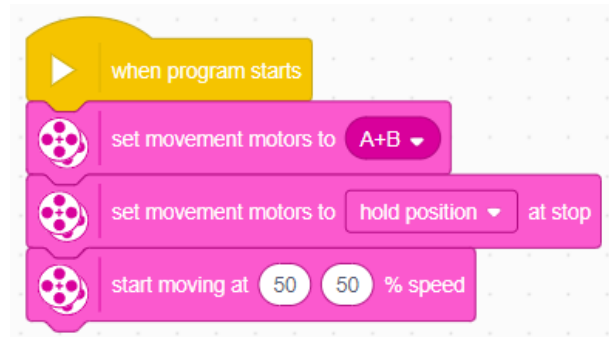 when program starts
set movement motors to A+B
set movement motors to hold position at stop
start moving at 50 50 % speed